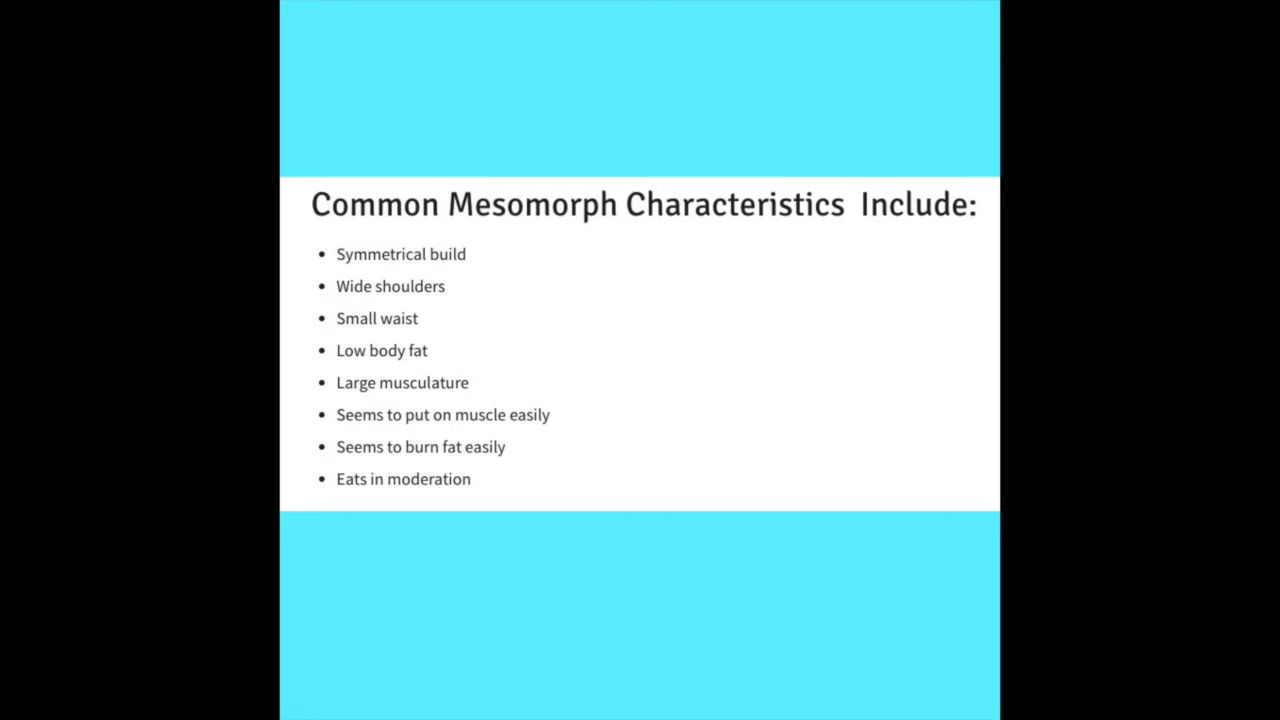 Common Mesomorph Characteristics  Include:
• Symmetrical build
• Wide shoulders
• Small waist
• Low body fat
• Large musculature
• Seems to put on muscle easily
• Seems to burn fat easily
• Eats in moderation